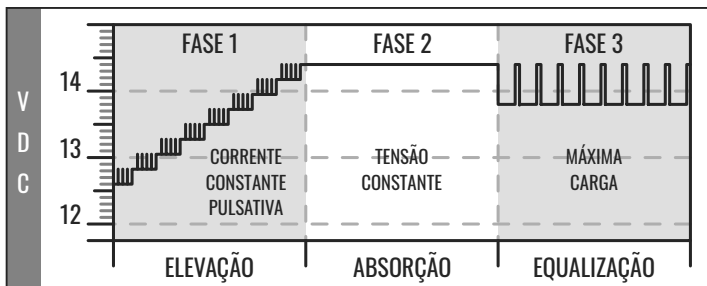 FASE 1
FASE 2
FASE 3
V
D
C
14
13
12
CORRENTE
CONSTANTE
PULSATIVA
TENSÃO
CONSTANTE
MÁXIMA
CARGA
ELEVAÇÃO
ABSORÇÃO
EQUALIZAÇÃO